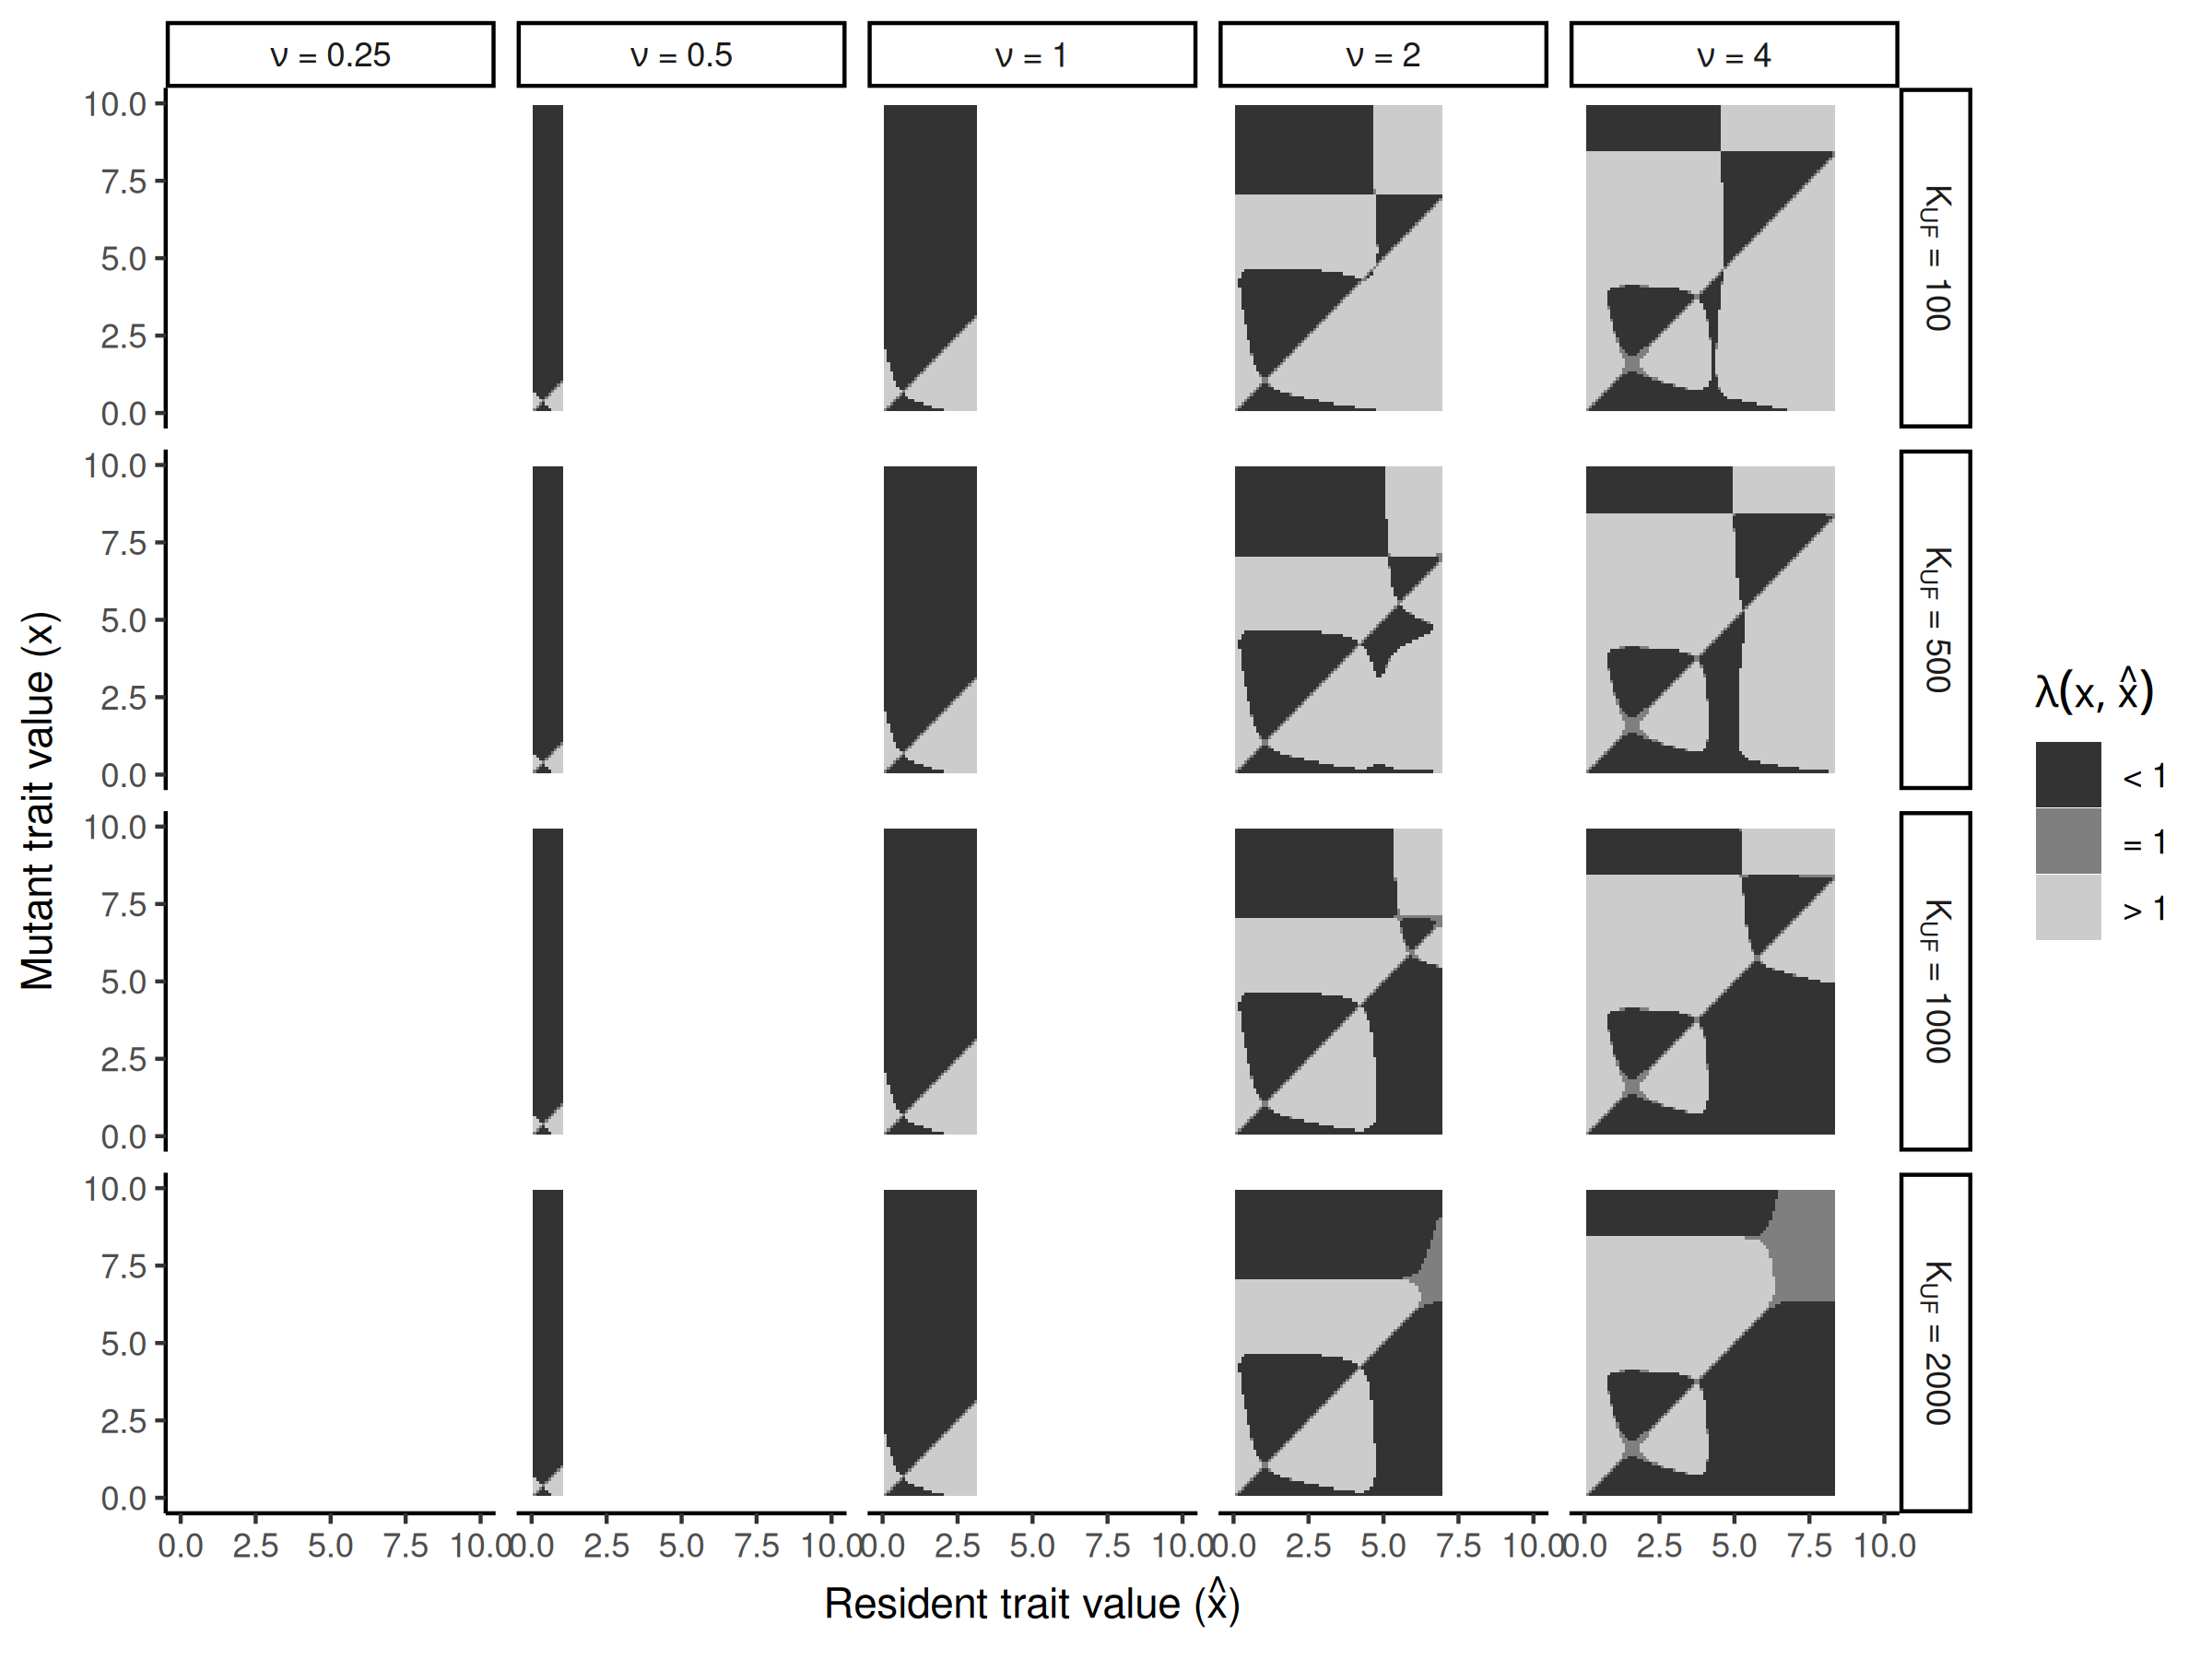 ν = 0.25 ν = 0.5 ν = 1 ν = 2 ν = 4
10.0
7.5
5.0
2.5
0.0
K_UF = 100
10.0
7.5
5.0
2.5
0.0
K_UF = 500
10.0
7.5
5.0
2.5
0.0
K_UF = 1000
10.0
7.5
5.0
2.5
0.0
K_UF = 2000
Mutant trait value (x)
0.0 2.5 5.0 7.5 10.0 0.0 2.5 5.0 7.5 10.0 0.0 2.5 5.0 7.5 10.0 0.0 2.5 5.0 7.5 10.0 0.0 2.5 5.0 7.5 10.0
Resident trait value (x̂)
λ(x, x̂)
< 1
= 1
> 1